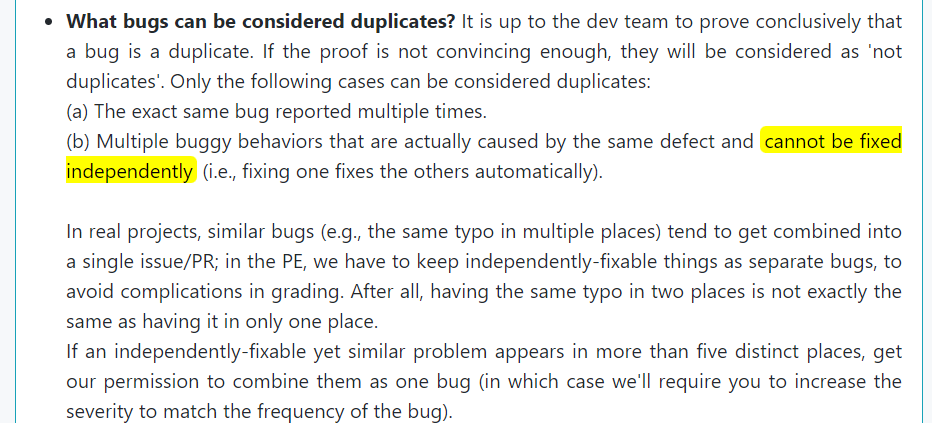 • What bugs can be considered duplicates? It is up to the dev team to prove conclusively that
a bug is a duplicate. If the proof is not convincing enough, they will be considered as 'not
duplicates'. Only the following cases can be considered duplicates:
(a) The exact same bug reported multiple times.
(b) Multiple buggy behaviors that are actually caused by the same defect and cannot be fixed
independently (i.e., fixing one fixes the others automatically).
In real projects, similar bugs (e.g., the same typo in multiple places) tend to get combined into
a single issue/PR; in the PE, we have to keep independently-fixable things as separate bugs, to
avoid complications in grading. After all, having the same typo in two places is not exactly the
same as having it in only one place.
If an independently-fixable yet similar problem appears in more than five distinct places, get
our permission to combine them as one bug (in which case we'll require you to increase the
severity to match the frequency of the bug).